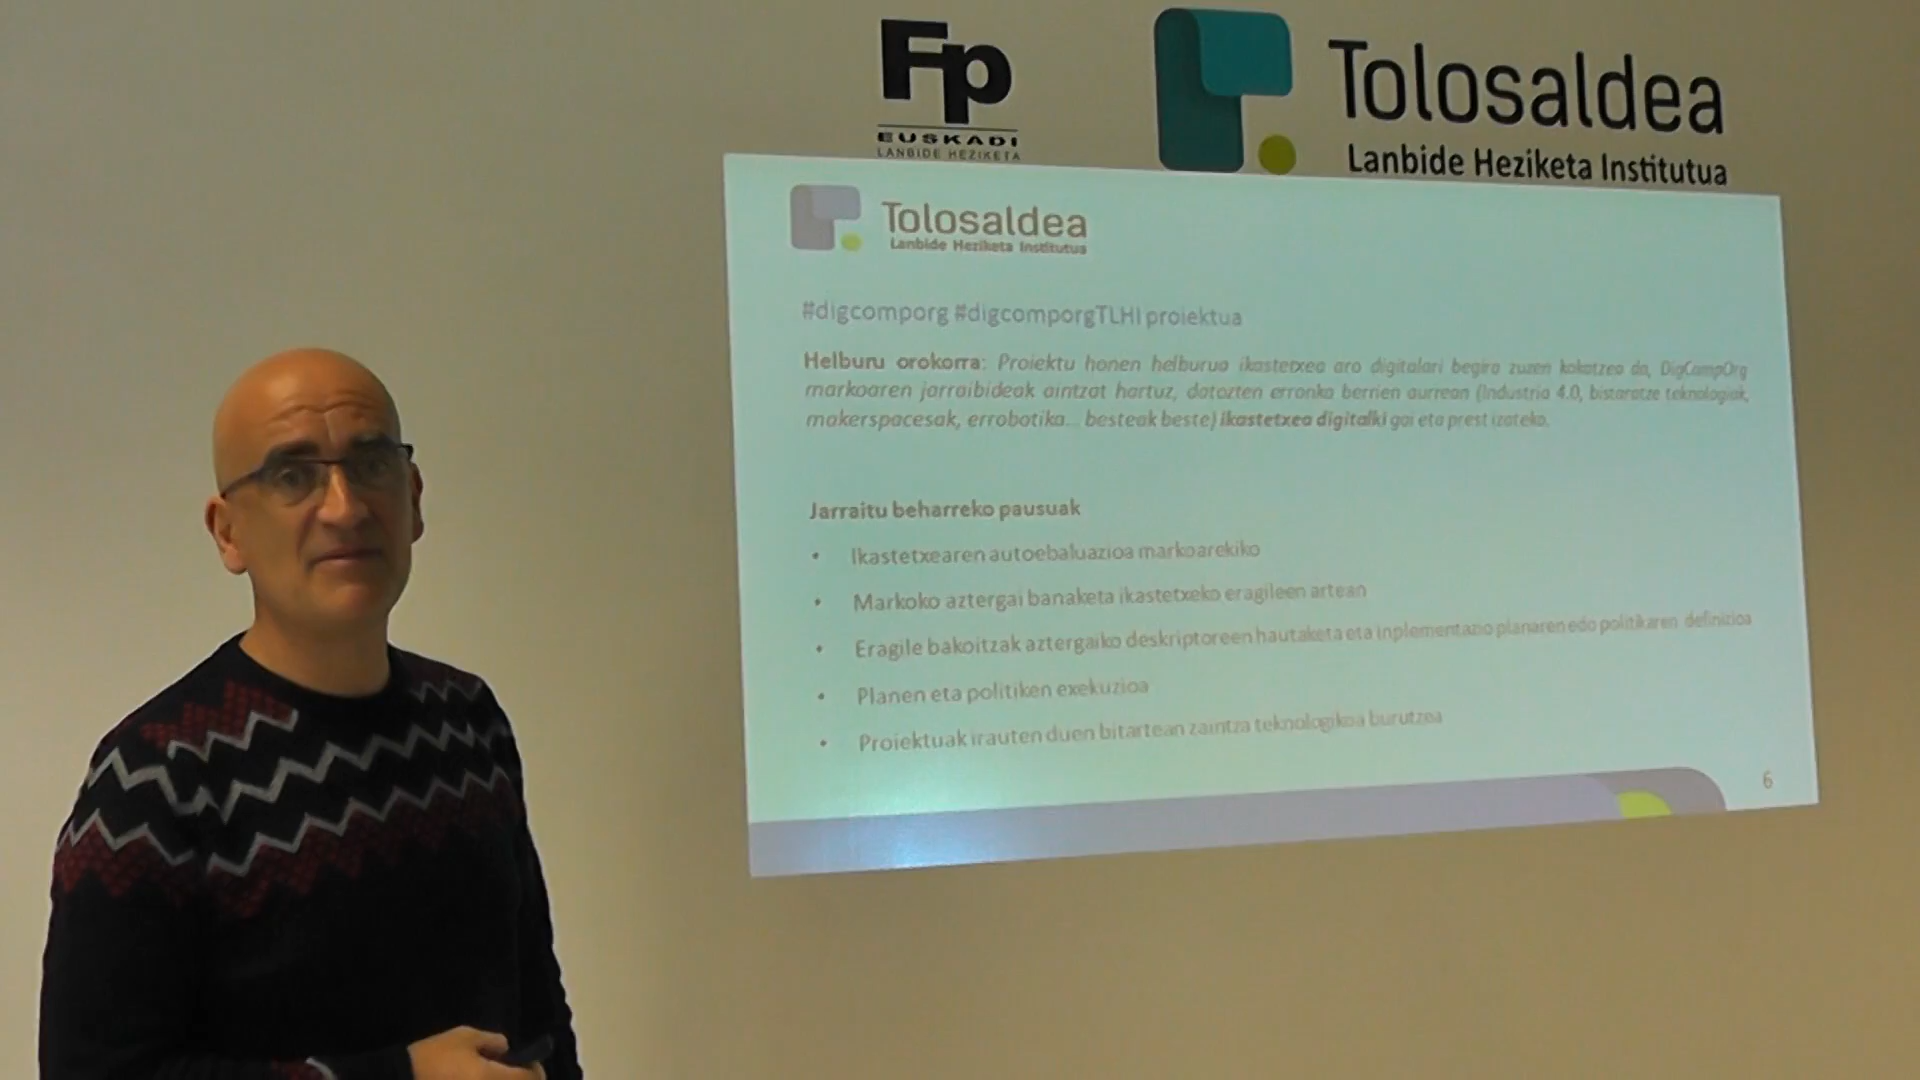 Fp
EUSKADI
LANBIDE HEZIKETA
Tolosaldea
Lanbide Heziketa Institutua
Tolosaldea
Lanbide Heziketa Institutua
#digcomporg #digcomporgTLHI proiektua
Helburu orokorra: Proiektu honen helburua ikastetxea aro digitalari begira zuzen kokatzea da, DigCompOrg
markoaren jarraibideak aintzat hartuz, datozten erronka berrien aurrean (Industria 4.0, bistaratze teknologiak,
makerspacesak, errobotika... besteak beste) ikastetxea digitalki gai eta prest izateko.
Jarraitu beharreko pausuak
• Ikastetxearen autoebaluazioa markoarekiko
• Markoko aztergai banaketa ikastetxeko eragileen artean
• Eragile bakoitzak aztergaiko deskriptoreen hautaketa eta inplementazio planaren edo politikaren definizioa
• Planen eta politiken exekuzioa
• Proiektuak irauten duen bitartean zaintza teknologikoa burutzea
6